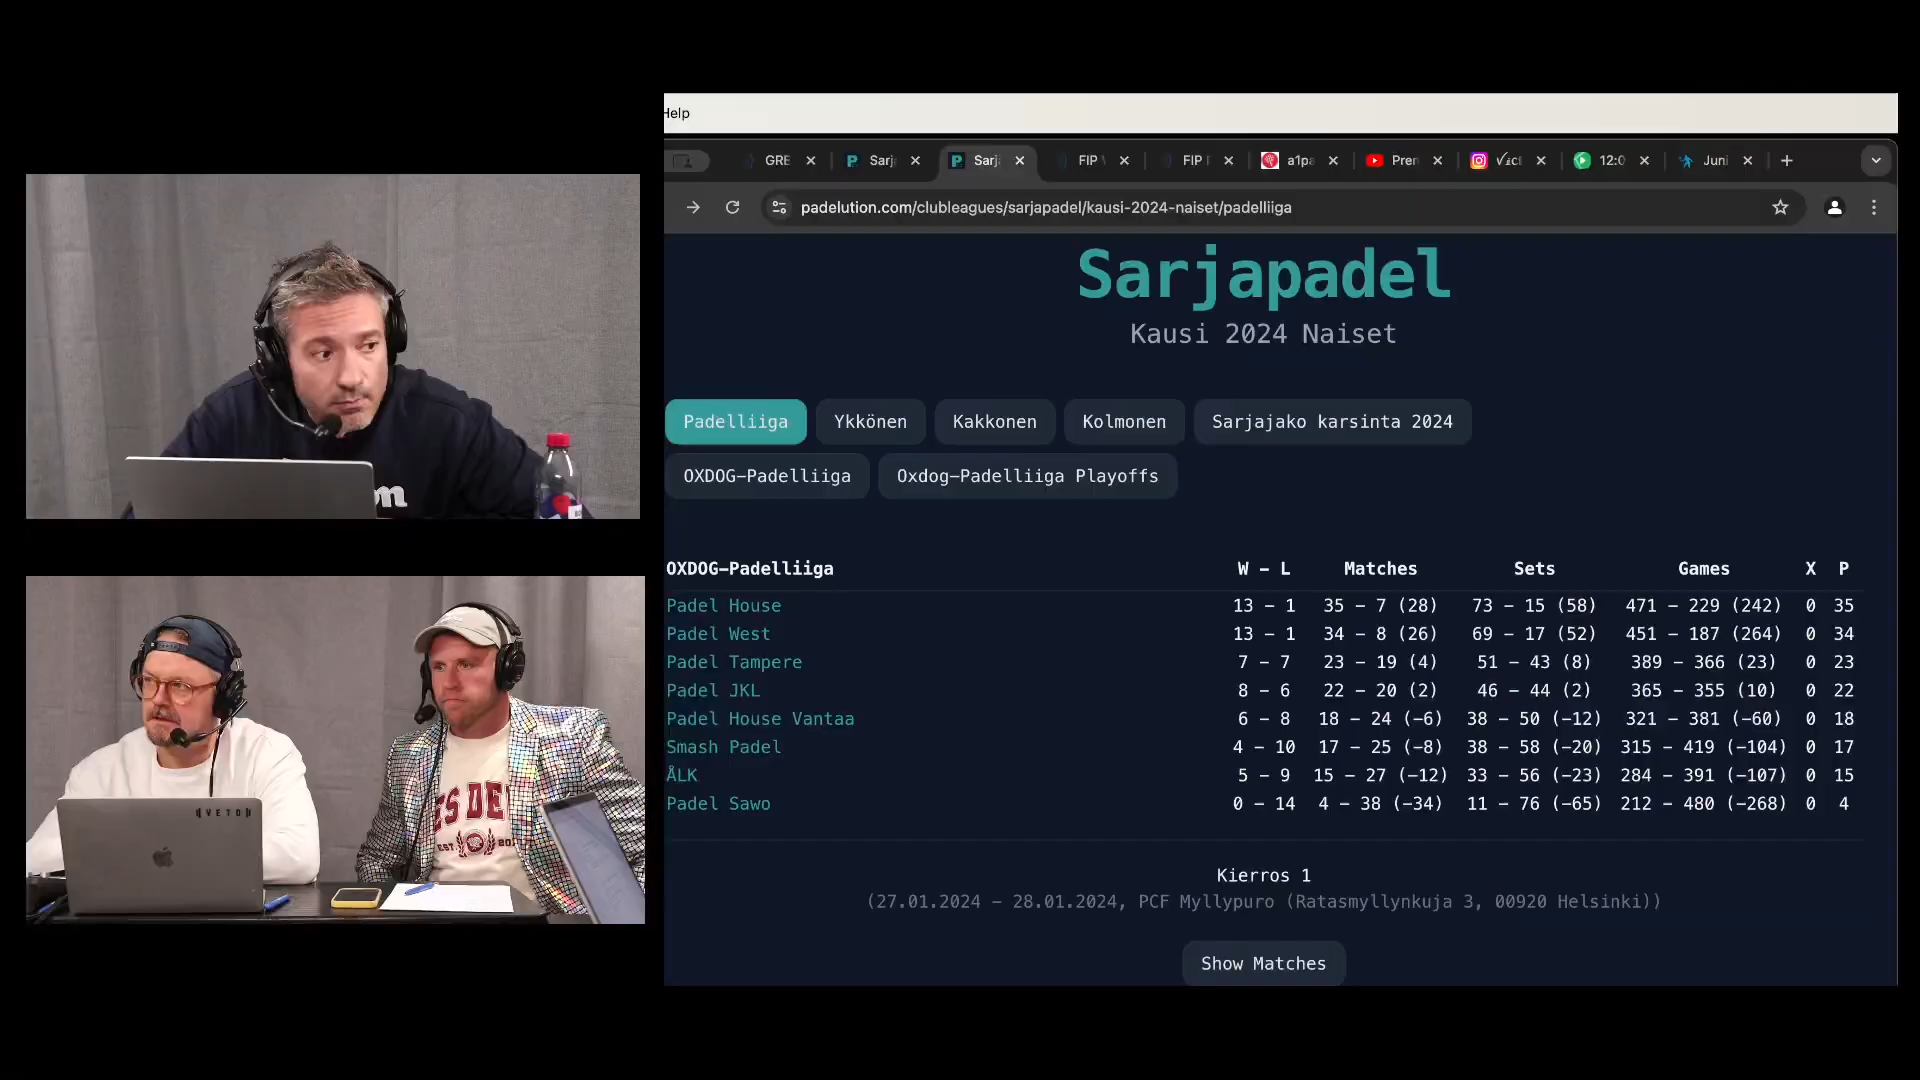 Help
GRE
Sarj
Sarj
FIP
FIP
a1pa
Prer
12:0
Juni
padelution.com/clubleagues/sarjapadel/kausi-2024-naiset/padelliiga
Sarjapadel
Kausi 2024 Naiset
Padelliiga Ykkönen Kakkonen Kolmonen Sarjajako karsinta 2024
OXDOG-Padelliiga Oxdog-Padelliiga Playoffs
OXDOG-Padelliiga W - L Matches Sets Games X P
Padel House 13 - 1 35 - 7 (28) 73 - 15 (58) 471 - 229 (242) 0 35
Padel West 13 - 1 34 - 8 (26) 69 - 17 (52) 451 - 187 (264) 0 34
Padel Tampere 7 - 7 23 - 19 (4) 51 - 43 (8) 389 - 366 (23) 0 23
Padel JKL 8 - 6 22 - 20 (2) 46 - 44 (2) 365 - 355 (10) 0 22
Padel House Vantaa 6 - 8 18 - 24 (-6) 38 - 50 (-12) 321 - 381 (-60) 0 18
Smash Padel 4 - 10 17 - 25 (-8) 38 - 58 (-20) 315 - 419 (-104) 0 17
ÅLK 5 - 9 15 - 27 (-12) 33 - 56 (-23) 284 - 391 (-107) 0 15
Padel Sawo 0 - 14 4 - 38 (-34) 11 - 76 (-65) 212 - 480 (-268) 0 4
Kierros 1
(27.01.2024 - 28.01.2024, PCF Myllypuro (Ratasmyllynkuja 3, 00920 Helsinki))
Show Matches
VETO
ES DE
EST.